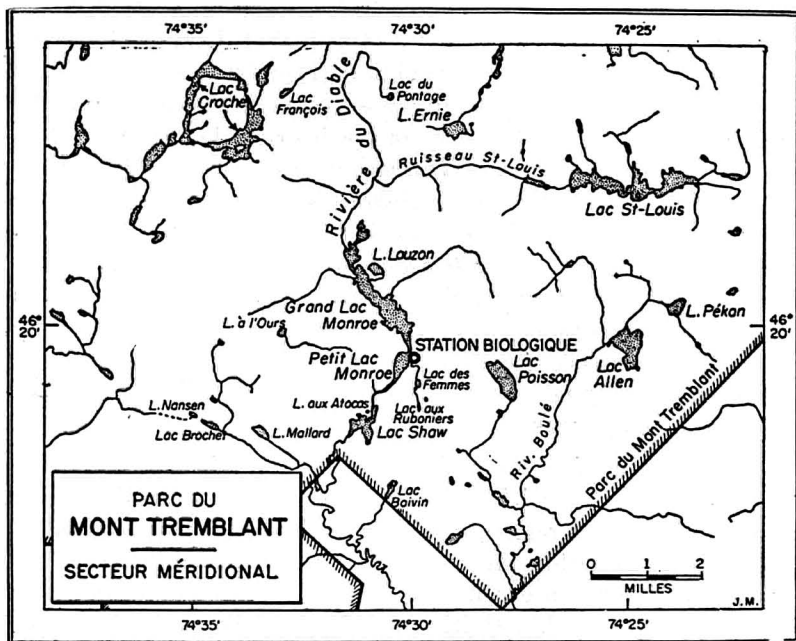 74°35'
74°30'
74°25'
Lac
Croche
Lac
François
Rivière du Diable
Lac du
Pontage
L. Ernie
Ruisseau St-Louis
Lac St-Louis
L. Lauzon
Grand Lac
Monroe
L. à l'Ours
L. Pékan
46°
20'
46°
20'
STATION BIOLOGIQUE
Petit Lac
Monroe
Lac des
Femmes
Lac
Poisson
Lac
Allen
L. Nansen
L. aux Atocas
Lac aux
Ruboniers
Lac Brochet
L. Mallard
Lac Shaw
Riv. Boulé
Parc du Mont Tremblant
Lac
Boivin
PARC DU
MONT TREMBLANT
SECTEUR MÉRIDIONAL
0 1 2
MILLES
J.M.
74°35'
74°30'
74°25'